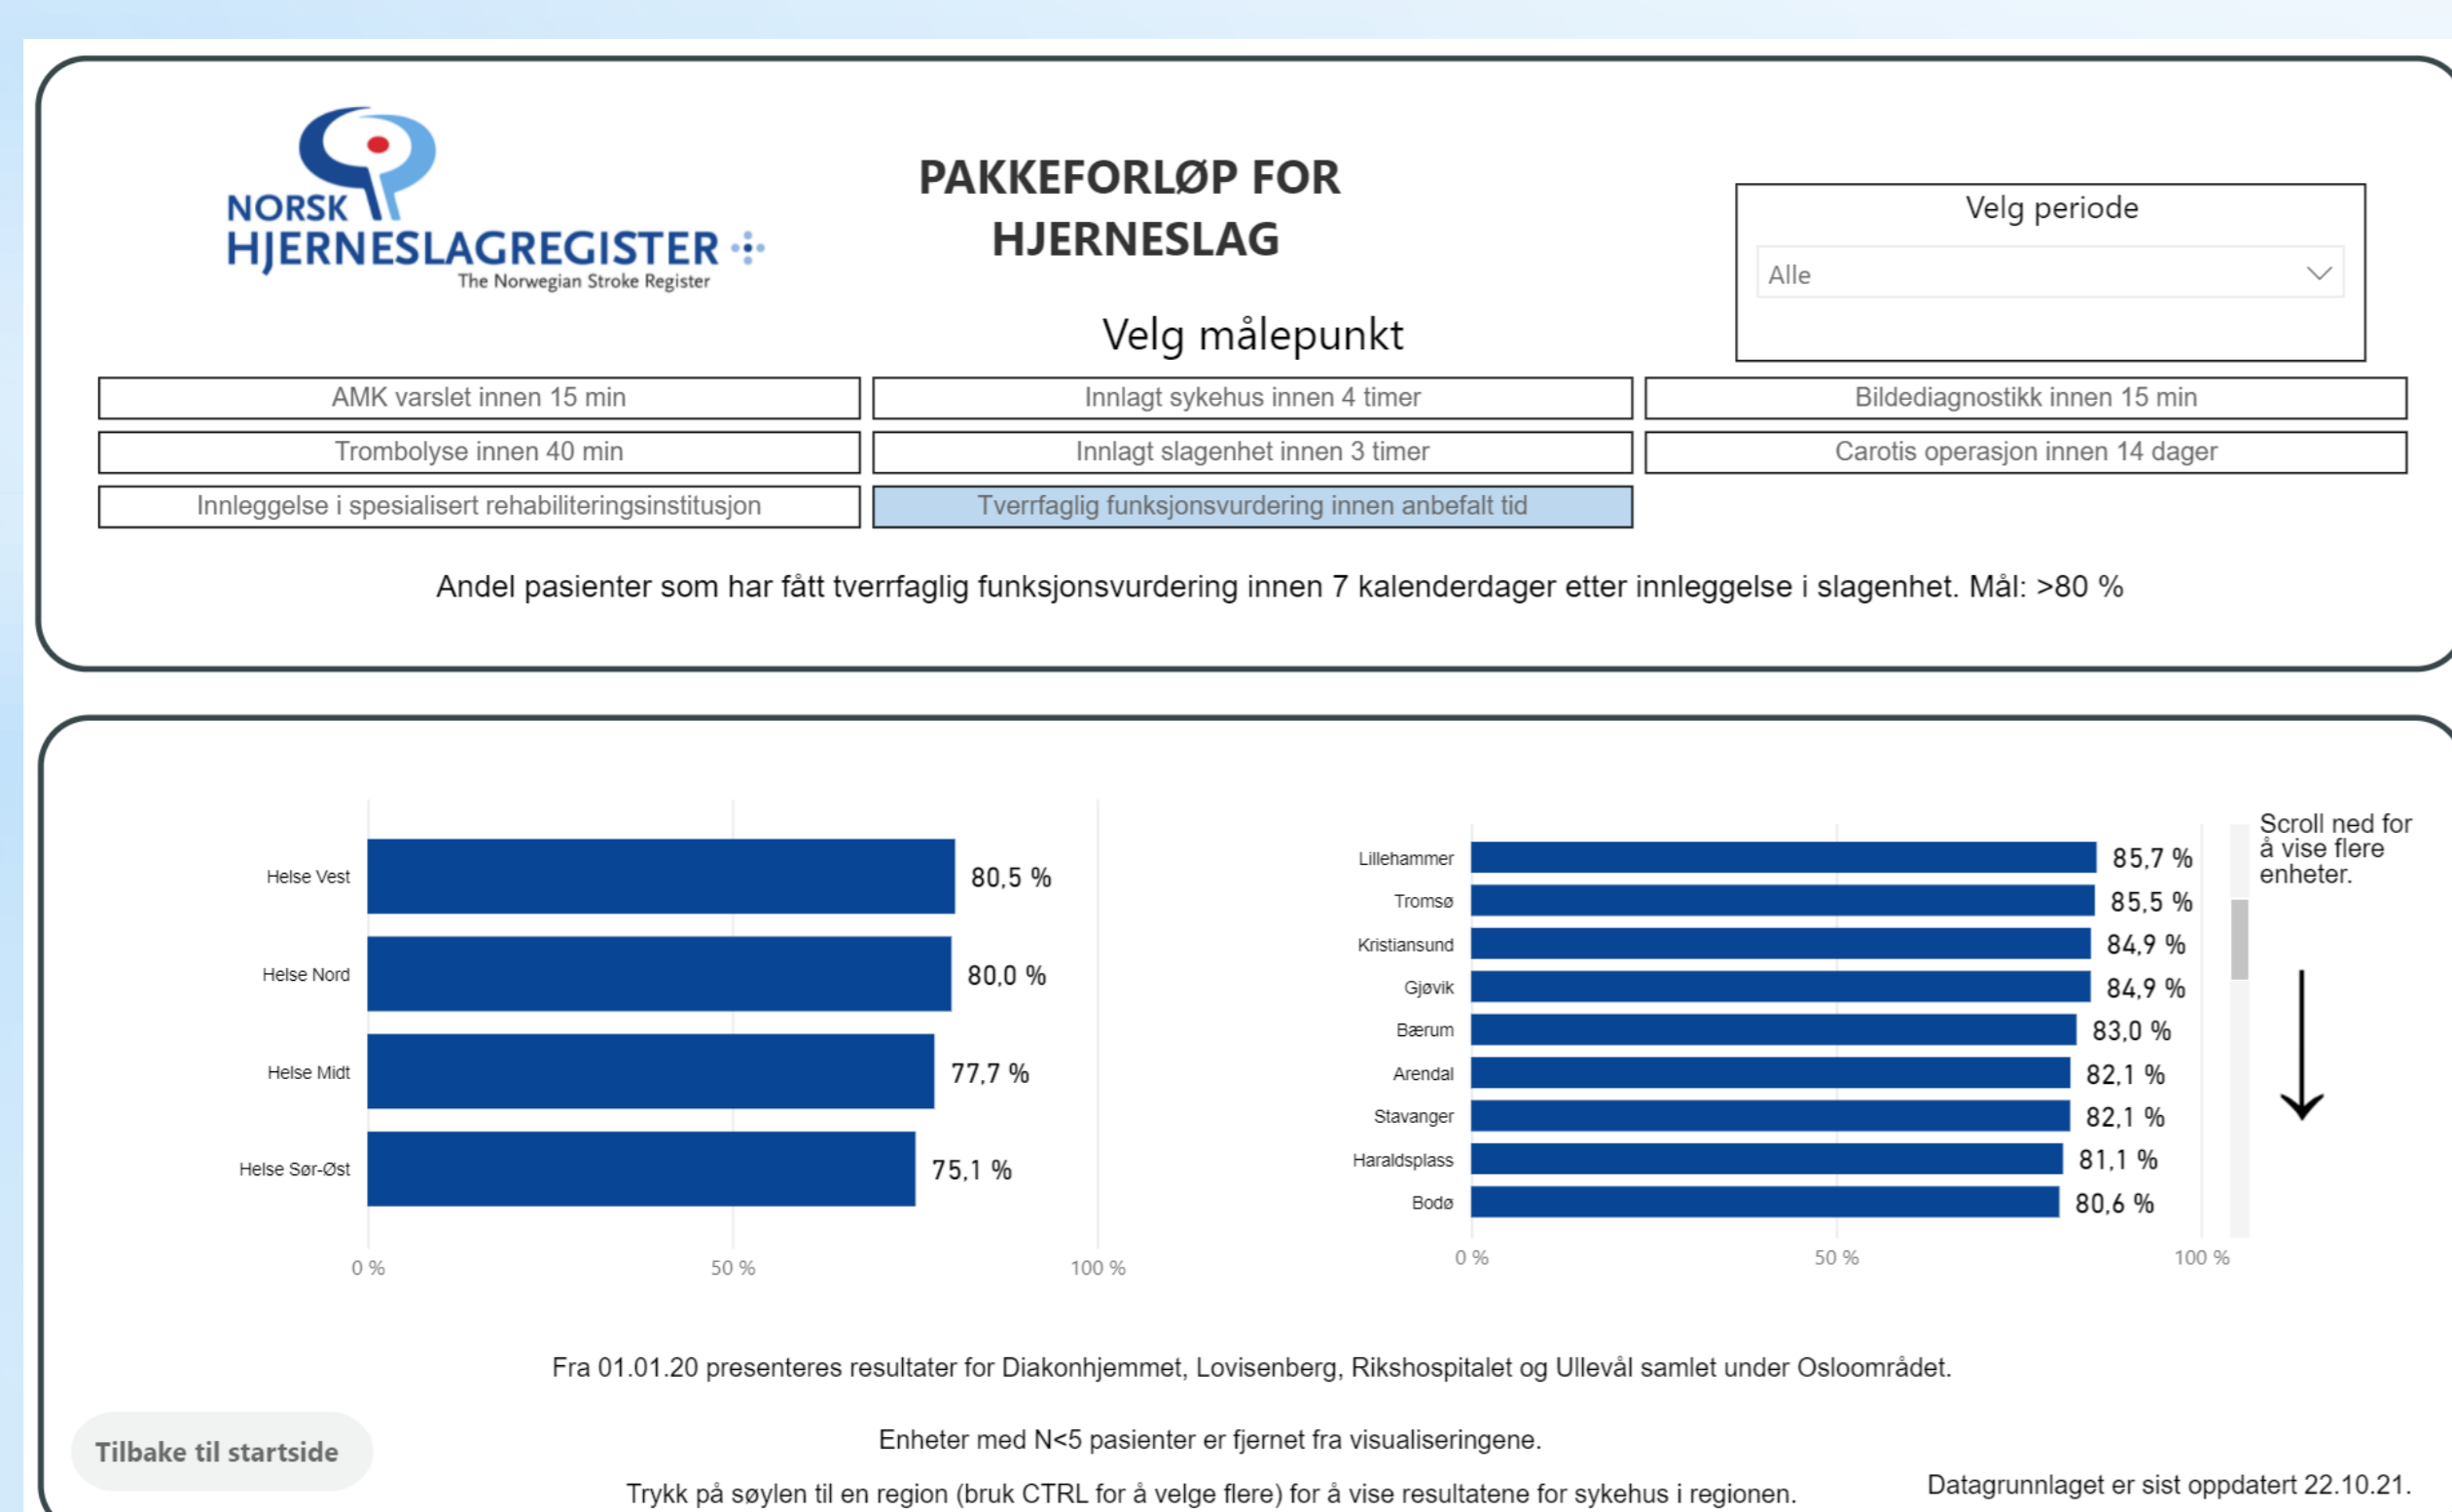 NORSK
HJERNESLAGREGISTER
The Norwegian Stroke Register
PAKKEFORLØP FOR
HJERNESLAG
Velg periode
Alle
Velg målepunkt
AMK varslet innen 15 min
Innlagt sykehus innen 4 timer
Bildediagnostikk innen 15 min
Trombolyse innen 40 min
Innlagt slagenhet innen 3 timer
Carotis operasjon innen 14 dager
Innleggelse i spesialisert rehabiliteringsinstitusjon
Tverrfaglig funksjonsvurdering innen anbefalt tid
Andel pasienter som har fått tverrfaglig funksjonsvurdering innen 7 kalenderdager etter innleggelse i slagenhet. Mål: >80 %
Helse Vest 80,5 %
Helse Nord 80,0 %
Helse Midt 77,7 %
Helse Sør-Øst 75,1 %
0 % 50 % 100 %
Lillehammer 85,7 %
Tromsø 85,5 %
Kristiansund 84,9 %
Gjøvik 84,9 %
Bærum 83,0 %
Arendal 82,1 %
Stavanger 82,1 %
Haraldsplass 81,1 %
Bodø 80,6 %
0 % 50 % 100 %
Scroll ned for
å vise flere
enheter.
Fra 01.01.20 presenteres resultater for Diakonhjemmet, Lovisenberg, Rikshospitalet og Ullevål samlet under Osloområdet.
Tilbake til startside
Enheter med N<5 pasienter er fjernet fra visualiseringene.
Trykk på søylen til en region (bruk CTRL for å velge flere) for å vise resultatene for sykehus i regionen.
Datagrunnlaget er sist oppdatert 22.10.21.